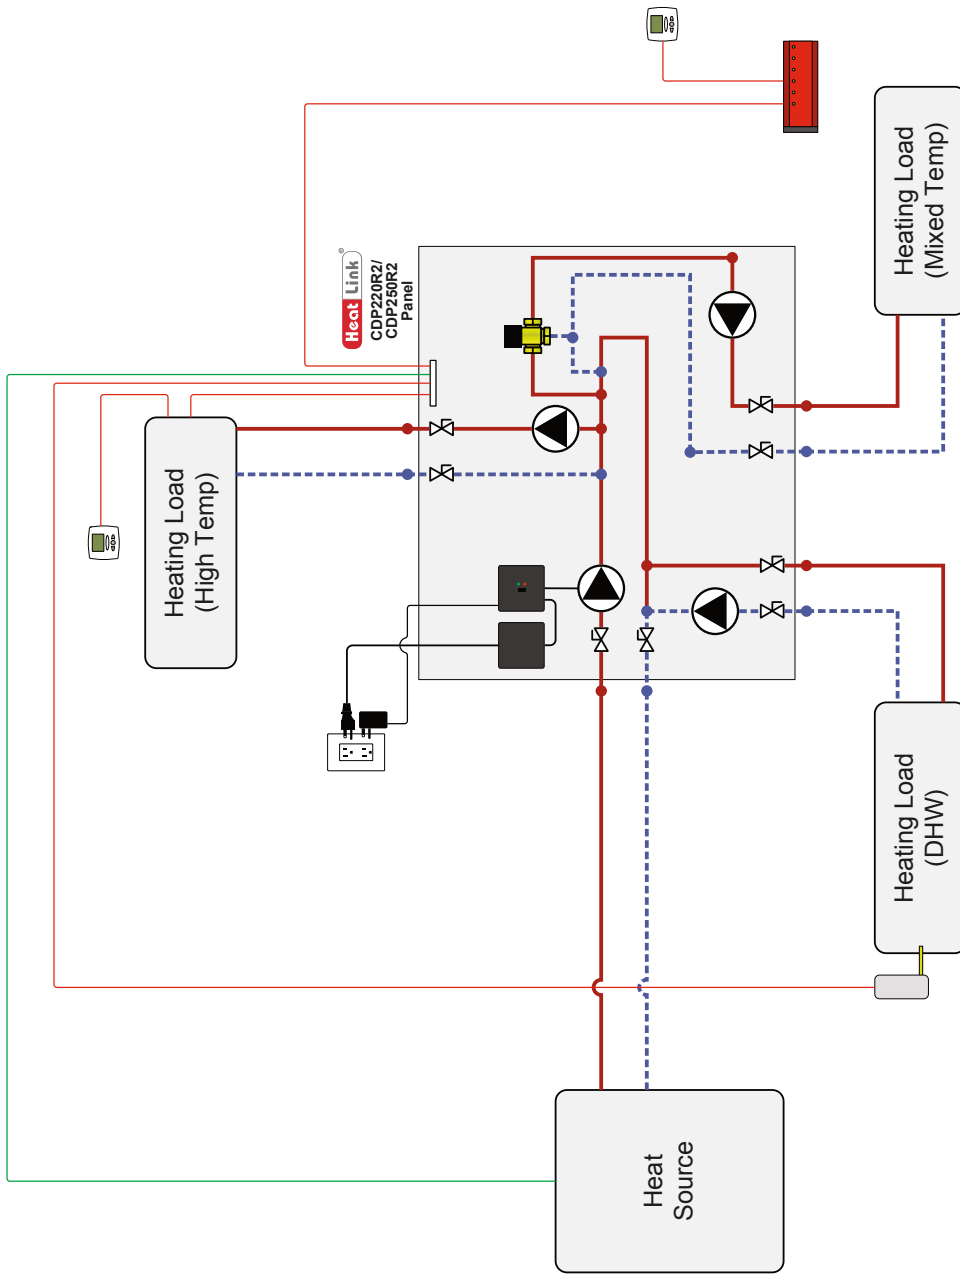 Heat Link®
CDP220R2/
CDP250R2
Panel
Heating Load
(High Temp)
Heating Load
(Mixed Temp)
Heating Load
(DHW)
Heat
Source